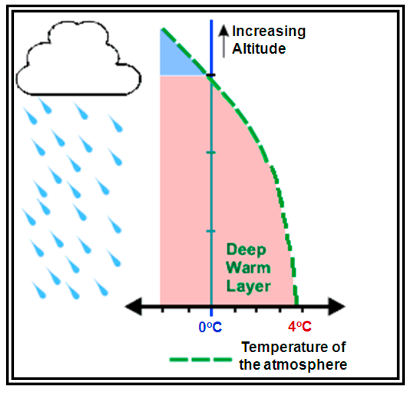 Increasing
Altitude
Deep
Warm
Layer
0°C
4°C
Temperature of
the atmosphere